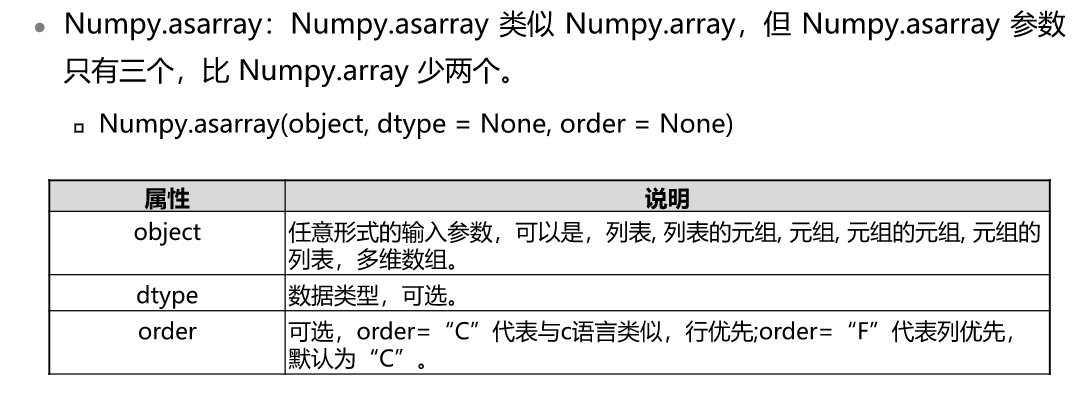 Numpy.asarray：Numpy.asarray 类似 Numpy.array，但 Numpy.asarray 参数
只有三个，比 Numpy.array 少两个。
Numpy.asarray(object, dtype = None, order = None)
属性 说明
object 任意形式的输入参数，可以是，列表, 列表的元组, 元组, 元组的元组, 元组的
列表，多维数组。
dtype 数据类型，可选。
order 可选，order=“C”代表与c语言类似，行优先;order=“F”代表列优先，
默认为“C”。